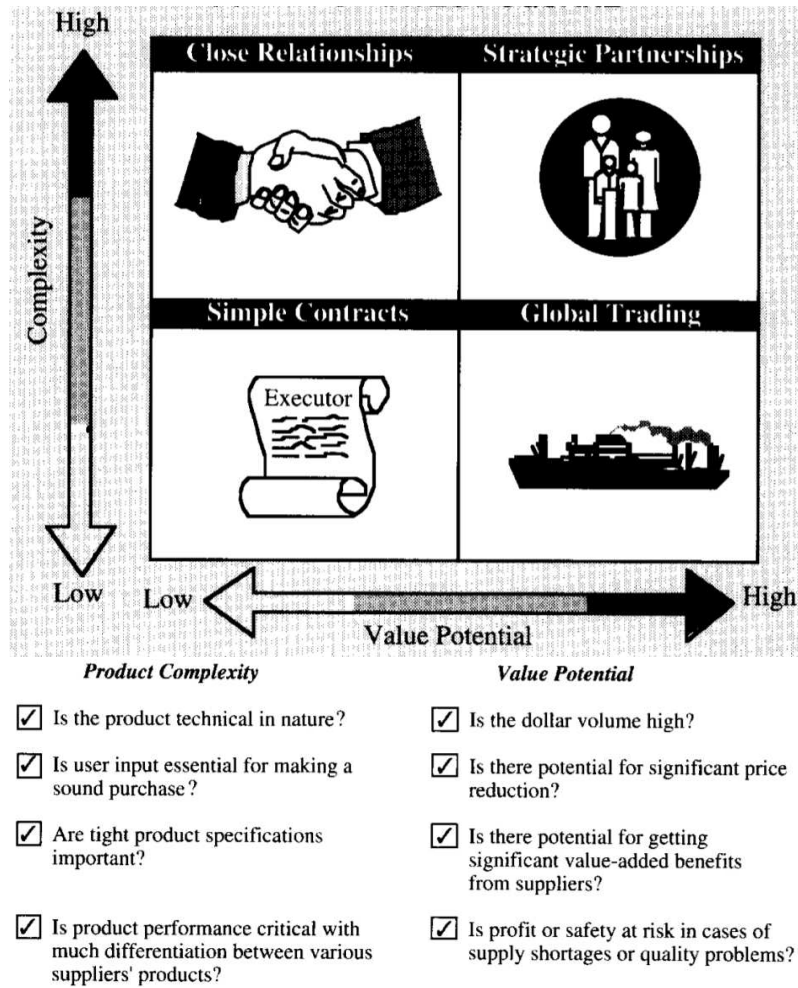 High
Close Relationships
Strategic Partnerships
Complexity
Simple Contracts
Global Trading
Executor
Low
Low
High
Value Potential
Product Complexity
Is the product technical in nature?
Is user input essential for making a
sound purchase?
Are tight product specifications
important?
Is product performance critical with
much differentiation between various
suppliers' products?
Value Potential
Is the dollar volume high?
Is there potential for significant price
reduction?
Is there potential for getting
significant value-added benefits
from suppliers?
Is profit or safety at risk in cases of
supply shortages or quality problems?